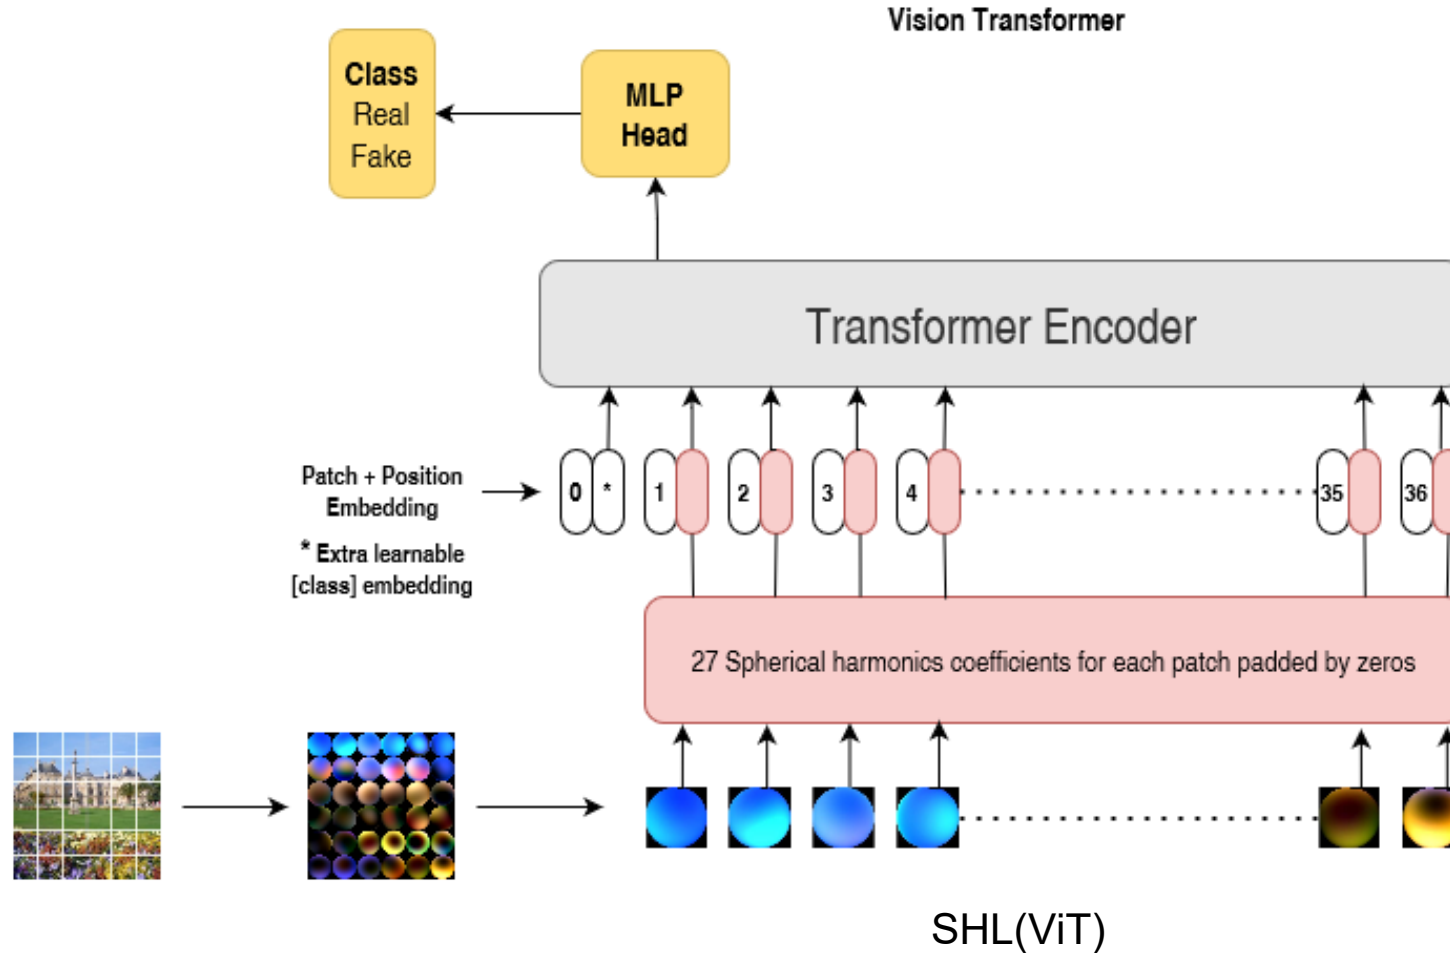 Vision Transformer
Class
Real
Fake
MLP
Head
Transformer Encoder
Patch + Position
Embedding
* Extra learnable
[class] embedding
0 * 1 2 3 4 35 36
27 Spherical harmonics coefficients for each patch padded by zeros
SHL(ViT)